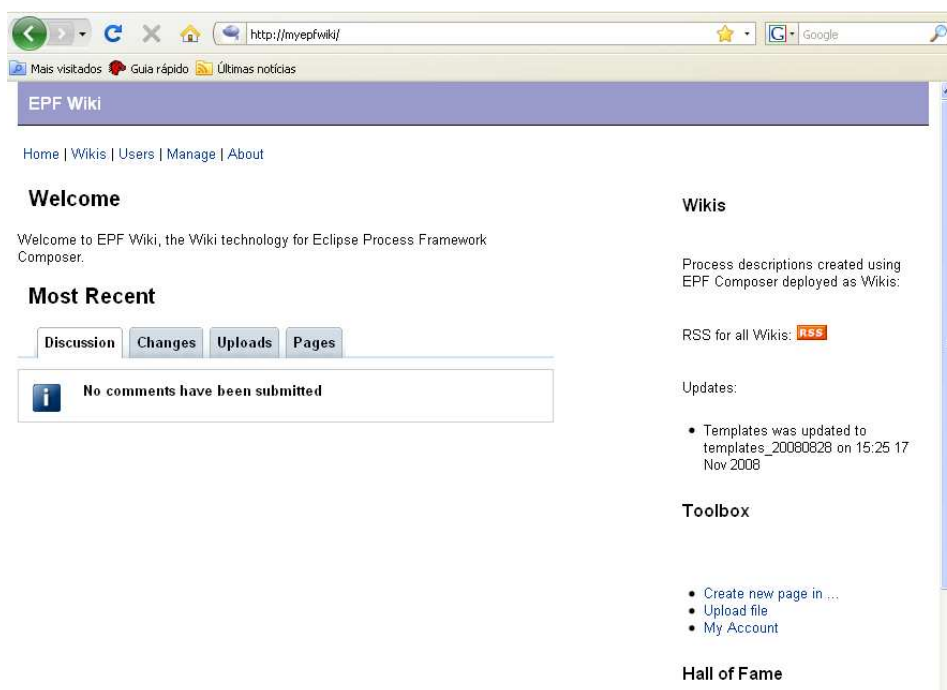 http://myepfwiki/
G
Google
Mais visitados Guia rápido Últimas notícias
EPF Wiki
Home | Wikis | Users | Manage | About
Welcome
Welcome to EPF Wiki, the Wiki technology for Eclipse Process Framework
Composer.
Most Recent
Discussion Changes Uploads Pages
i
No comments have been submitted
Wikis
Process descriptions created using
EPF Composer deployed as Wikis:
RSS for all Wikis: RSS
Updates:
• Templates was updated to
templates_20080828 on 15:25 17
Nov 2008
Toolbox
• Create new page in ...
• Upload file
• My Account
Hall of Fame